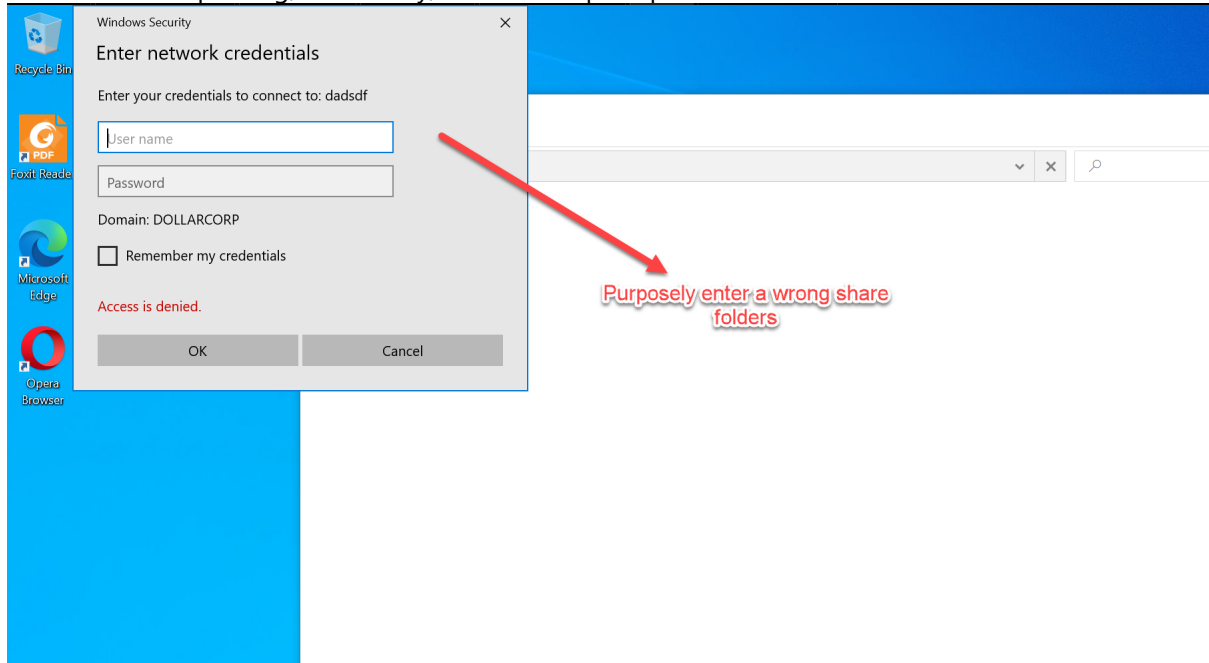 Windows Security
Enter network credentials
Enter your credentials to connect to: dadsdf
User name
Password
Domain: DOLLARCORP
Remember my credentials
Access is denied.
OK
Cancel
Recycle Bin
PDF
Foxit Reade
Microsoft
Edge
Opera
Browser
Purposely enter a wrong share
folders